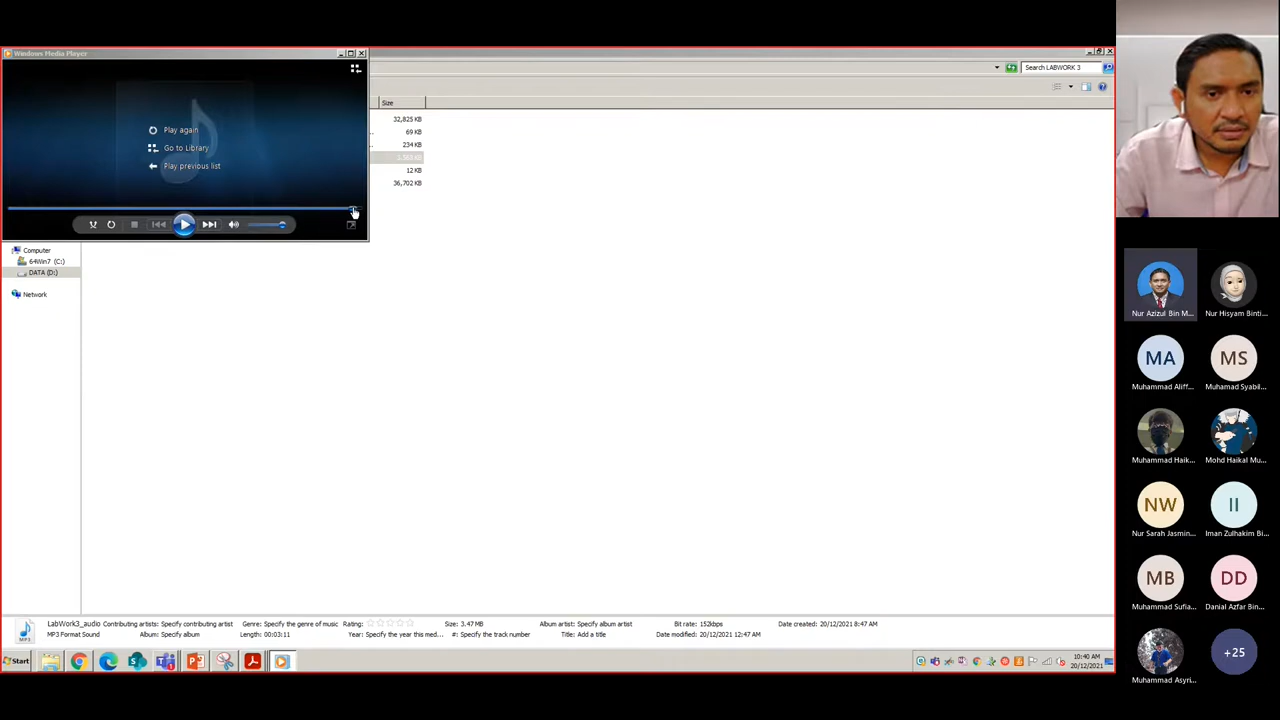 Windows Media Player
Play again
Go to Library
Play previous list
Search LABWORK 3
Size
32,825 KB
69 KB
234 KB
12 KB
36,702 KB
Computer
64Win7 (C:)
DATA (D:)
Network
LabWork3_audio Contributing artists: Specify contributing artist Genre: Specify the genre of music Rating: Size: 3.47 MB Album artist: Specify album artist Bit rate: 152kbps Date created: 20/12/2021 8:47 AM
MP3 Format Sound Album: Specify album Length: 00:03:11 Year: Specify the year this med... #: Specify the track number Title: Add a title Date modified: 20/12/2021 12:47 AM
MP3
Start
10:40 AM
20/12/2021
Nur Azizul Bin M...
Nur Hisyam Binti...
MA
MS
Muhammad Aliff...
Muhamad Syabil...
Muhammad Haik...
Mohd Haikal Mu...
NW
II
Nur Sarah Jasmin...
Iman Zulhakim Bi...
MB
DD
Muhammad Sufia...
Danial Azfar Bin...
+25
Muhammad Asyri...